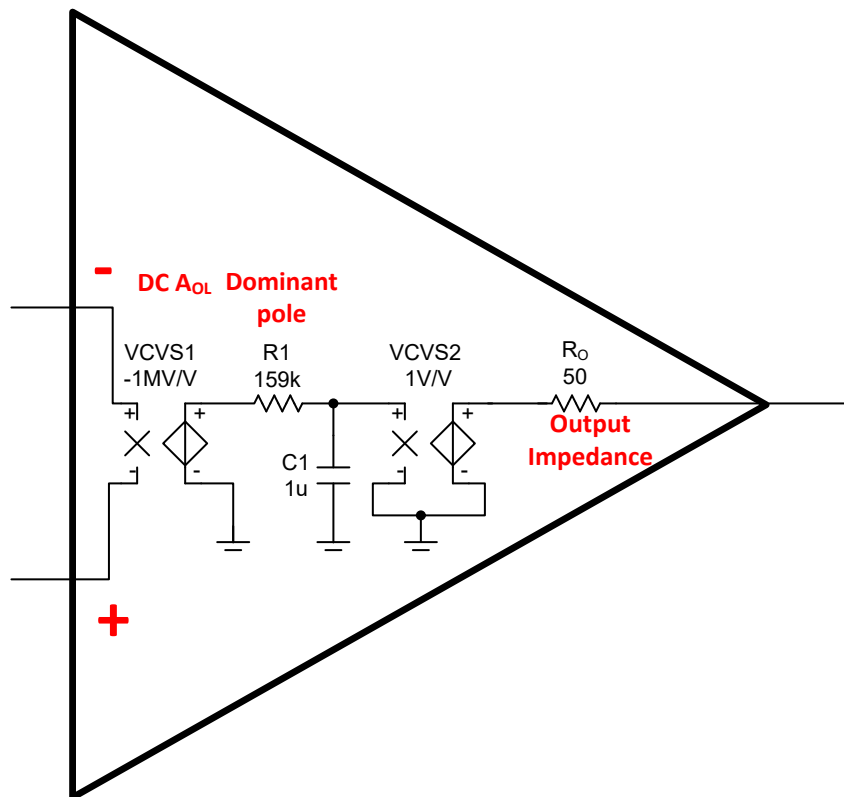 -
DC AOL Dominant
pole
VCVS1
-1MV/V
R1
159k
VCVS2
1V/V
RO
50
+
-
+
-
C1
1u
+
-
+
-
Output
Impedance
+